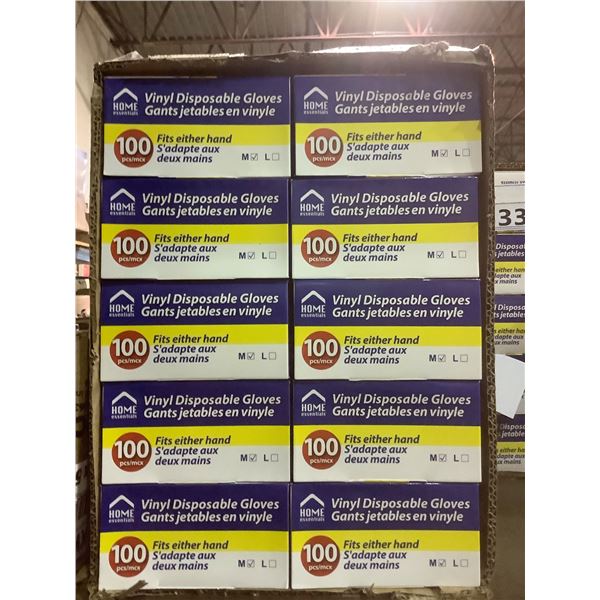 HOME
essentials
Vinyl Disposable Gloves
Gants jetables en vinyle
100
pcs/mcx
Fits either hand
S'adapte aux
deux mains
M☑ L☐
HOME
essentials
Vinyl Disposable Gloves
Gants jetables en vinyle
100
pcs/mcx
Fits either hand
S'adapte aux
deux mains
M☑ L☐
HOME
essentials
Vinyl Disposable Gloves
Gants jetables en vinyle
100
pcs/mcx
Fits either hand
S'adapte aux
deux mains
M☑ L☐
HOME
essentials
Vinyl Disposable Gloves
Gants jetables en vinyle
100
pcs/mcx
Fits either hand
S'adapte aux
deux mains
M☑ L☐
HOME
essentials
Vinyl Disposable Gloves
Gants jetables en vinyle
100
pcs/mcx
Fits either hand
S'adapte aux
deux mains
M☑ L☐
HOME
essentials
Vinyl Disposable Gloves
Gants jetables en vinyle
100
pcs/mcx
Fits either hand
S'adapte aux
deux mains
M☑ L☐
HOME
essentials
Vinyl Disposable Gloves
Gants jetables en vinyle
100
pcs/mcx
Fits either hand
S'adapte aux
deux mains
M☑ L☐
HOME
essentials
Vinyl Disposable Gloves
Gants jetables en vinyle
100
pcs/mcx
Fits either hand
S'adapte aux
deux mains
M☑ L☐
HOME
essentials
Vinyl Disposable Gloves
Gants jetables en vinyle
100
pcs/mcx
Fits either hand
S'adapte aux
deux mains
M☑ L☐
HOME
essentials
Vinyl Disposable Gloves
Gants jetables en vinyle
100
pcs/mcx
Fits either hand
S'adapte aux
deux mains
M☑ L☐
33